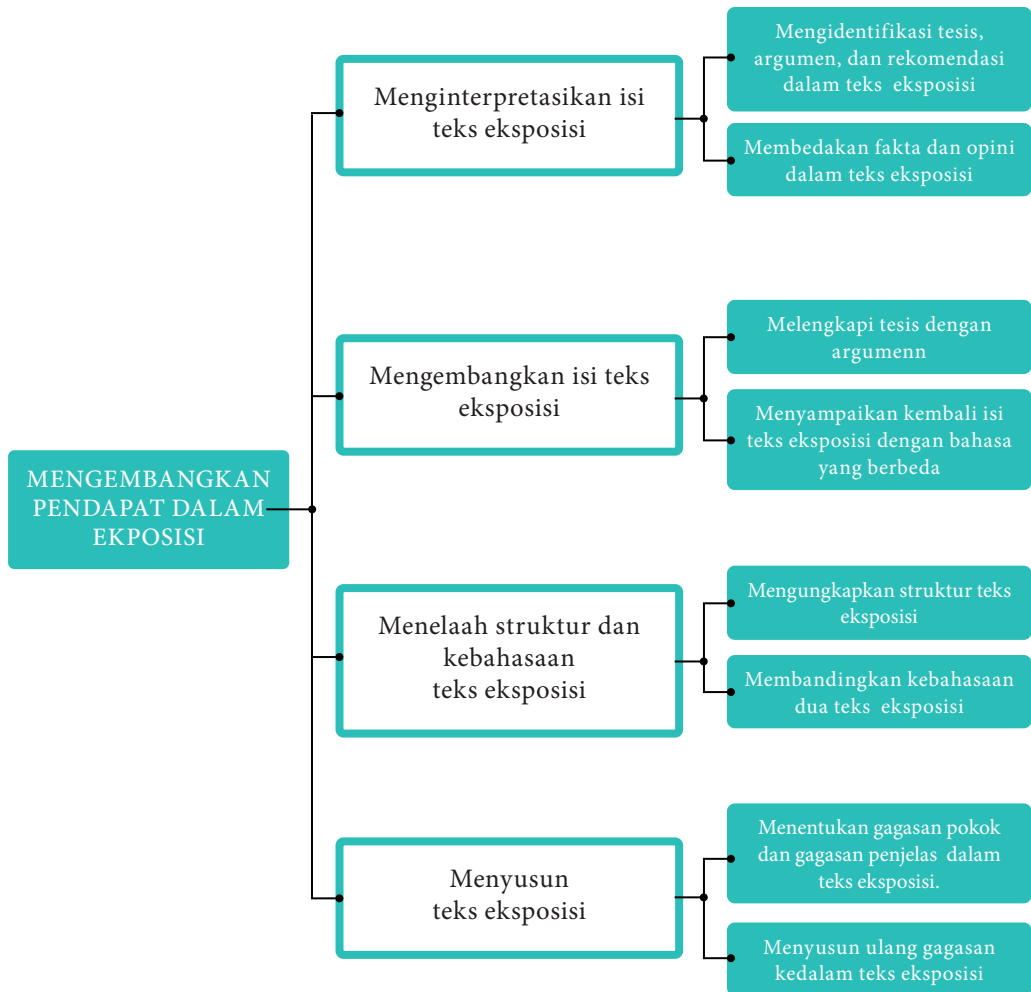 MENGEMBANGKAN
PENDAPAT DALAM
EKPOSISI
Menginterpretasikan isi
teks eksposisi
Mengidentifikasi tesis,
argumen, dan rekomendasi
dalam teks eksposisi
Membedakan fakta dan opini
dalam teks eksposisi
Mengembangkan isi teks
eksposisi
Melengkapi tesis dengan
argumenn
Menyampaikan kembali isi
teks eksposisi dengan bahasa
yang berbeda
Menelaah struktur dan
kebahasaan
teks eksposisi
Mengungkapkan struktur teks
eksposisi
Membandingkan kebahasaan
dua teks eksposisi
Menyusun
teks eksposisi
Menentukan gagasan pokok
dan gagasan penjelas dalam
teks eksposisi.
Menyusun ulang gagasan
kedalam teks eksposisi